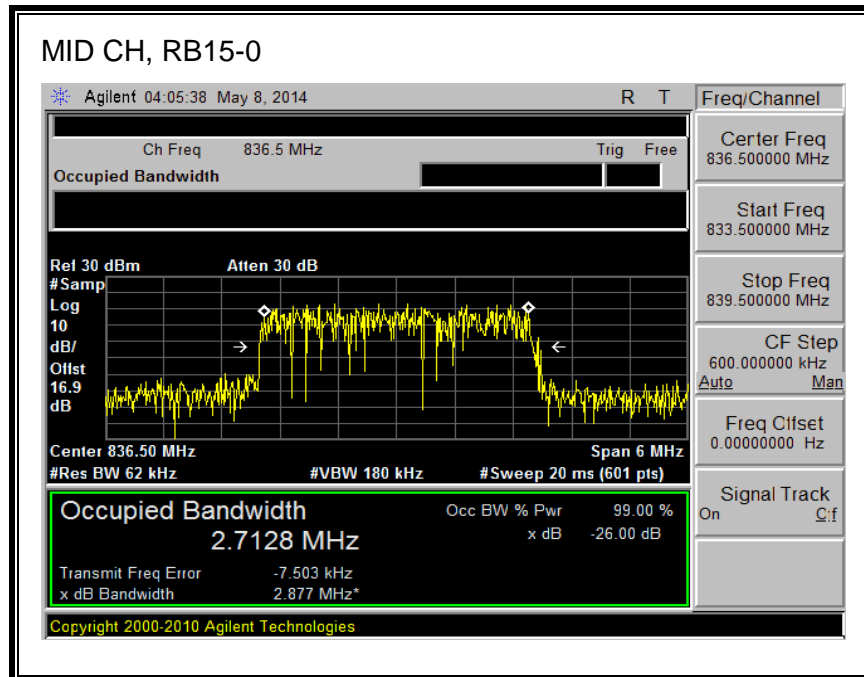 MID CH, RB15-0
Agilent 04:05:38 May 8, 2014 R T Freq/Channel
Ch Freq 836.5 MHz Trig Free
Occupied Bandwidth
Center Freq
836.500000 MHz
Start Freq
833.500000 MHz
Stop Freq
839.500000 MHz
CF Step
600.000000 kHz
Auto Man
Freq Offset
0.00000000 Hz
Signal Track
On Off
Ref 30 dBm Atten 30 dB
#Samp
Log
10
dB/
Offst
16.9
dB
Center 836.50 MHz Span 6 MHz
#Res BW 62 kHz #VBW 180 kHz #Sweep 20 ms (601 pts)
Occupied Bandwidth Occ BW % Pwr 99.00 %
2.7128 MHz x dB -26.00 dB
Transmit Freq Error -7.503 kHz
x dB Bandwidth 2.877 MHz*
Copyright 2000-2010 Agilent Technologies